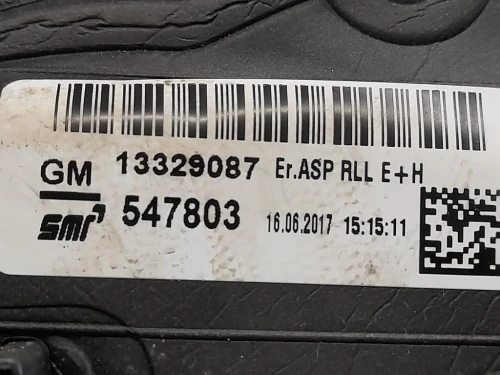 GM 13329087 Er.ASP RLL E+H
smr 547803 16.06.2017 15:15:11